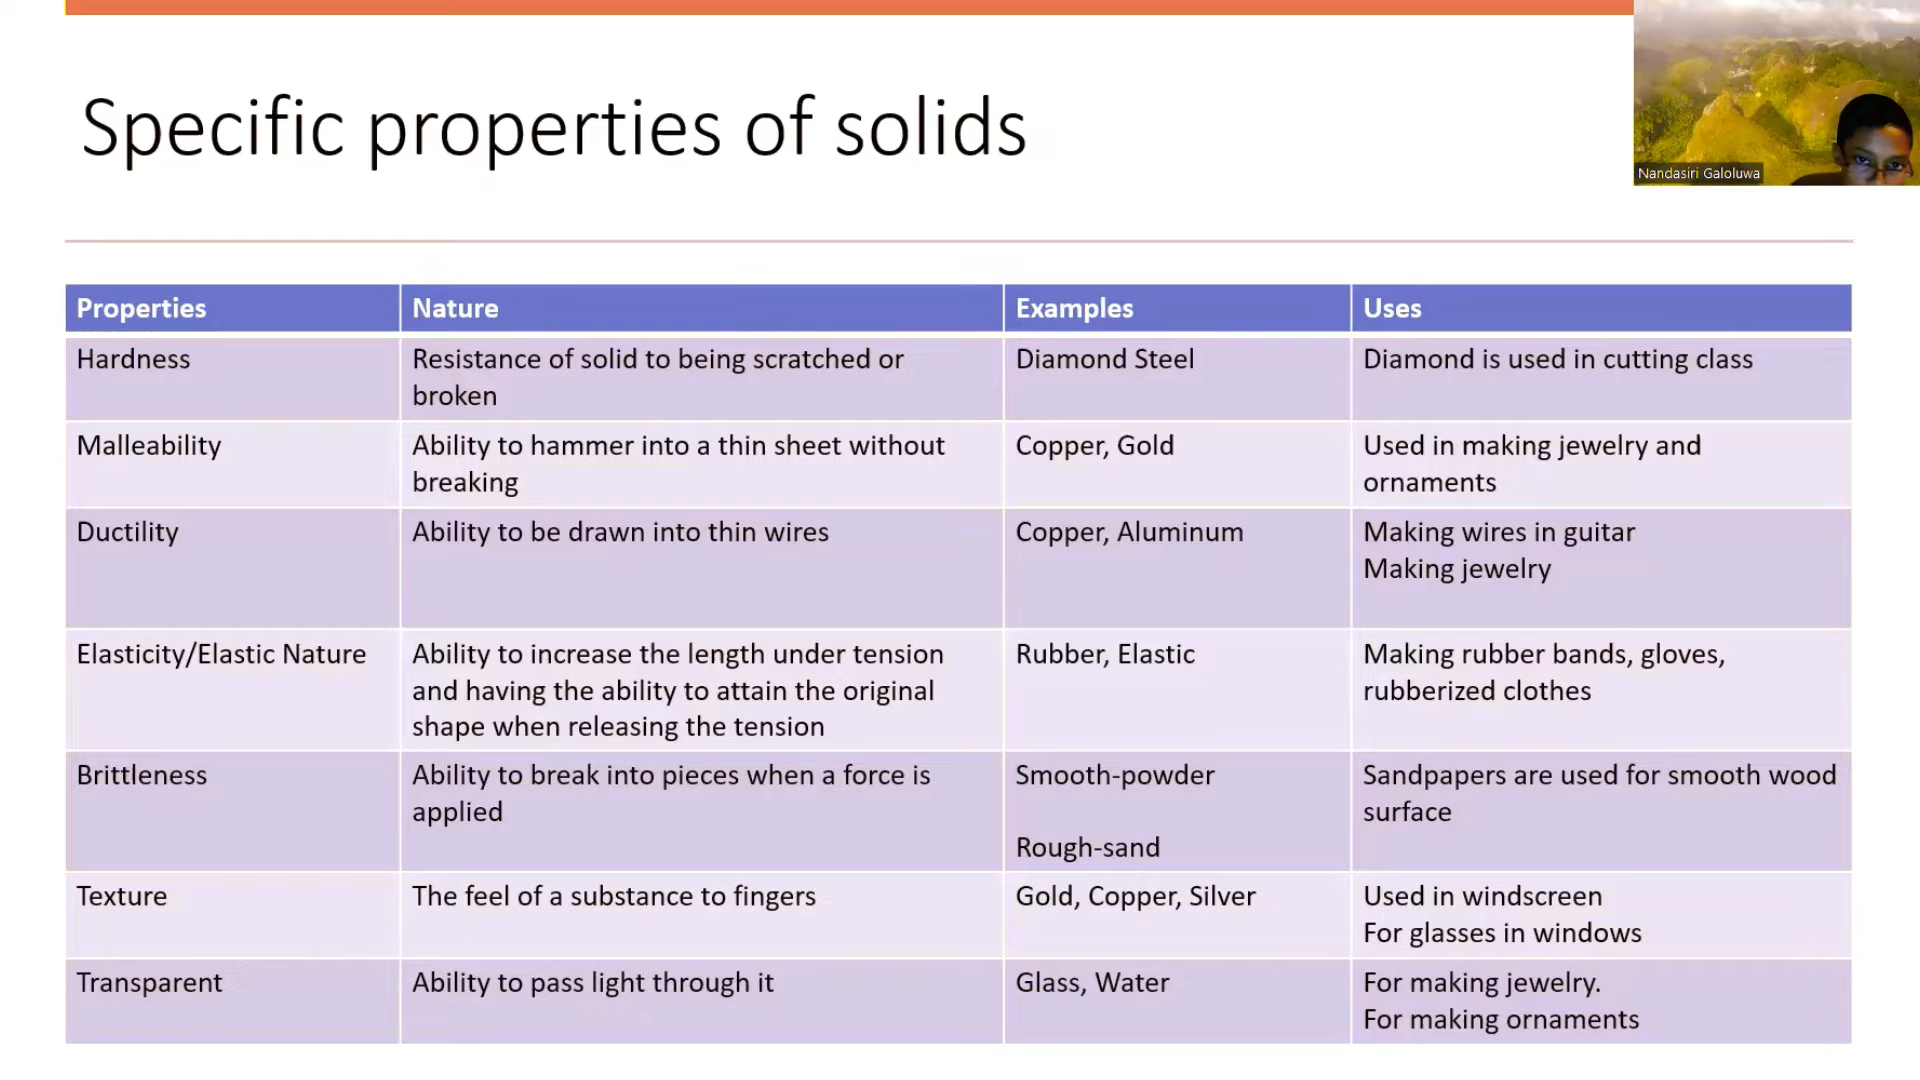 Specific properties of solids
Nandasiri Galoluwa
Properties Nature Examples Uses
Hardness Resistance of solid to being scratched or Diamond Steel Diamond is used in cutting class
broken
Malleability Ability to hammer into a thin sheet without Copper, Gold Used in making jewelry and
breaking ornaments
Ductility Ability to be drawn into thin wires Copper, Aluminum Making wires in guitar
Making jewelry
Elasticity/Elastic Nature Ability to increase the length under tension Rubber, Elastic Making rubber bands, gloves,
and having the ability to attain the original rubberized clothes
shape when releasing the tension
Brittleness Ability to break into pieces when a force is Smooth-powder Sandpapers are used for smooth wood
applied surface
Rough-sand
Texture The feel of a substance to fingers Gold, Copper, Silver Used in windscreen
For glasses in windows
Transparent Ability to pass light through it Glass, Water For making jewelry.
For making ornaments